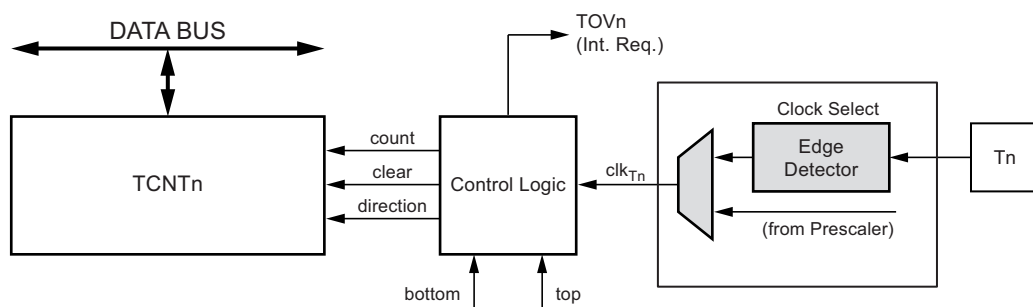 DATA BUS
TOVn
(Int. Req.)
Clock Select
count
Edge
Detector
Tn
TCNTn
clear
Control Logic
clkTn
direction
(from Prescaler)
bottom
top